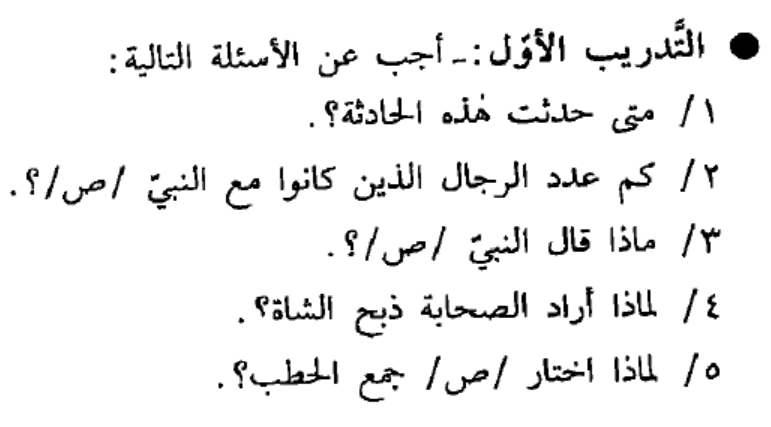 ● التَّدريب الأوّل: ـ أجب عن الأسئلة التالية:
١/ متى حدثت هٰذه الحادثة؟.
٢/ كم عدد الرجال الذين كانوا مع النبيّ /ص/؟.
٣/ ماذا قال النبيّ /ص/؟.
٤/ لماذا أراد الصحابة ذبح الشاة؟.
٥/ لماذا اختار /ص/ جمع الحطب؟.